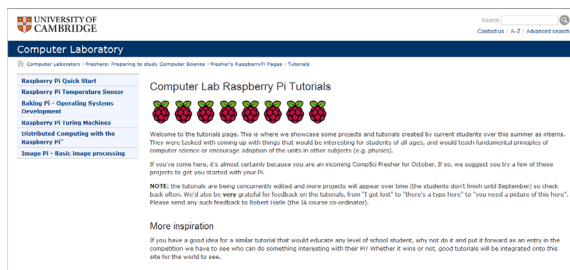 UNIVERSITY OF
CAMBRIDGE
Search
Contact us | A-Z | Advanced search
Computer Laboratory
Computer Laboratory › Freshers: Preparing to study Computer Science › Fresher's RaspberryPi Pages › Tutorials
Raspberry Pi Quick Start
Raspberry Pi Temperature Sensor
Baking Pi - Operating Systems
Development
Raspberry Pi Turing Machines
Distributed Computing with the
Raspberry Pi"
Image Pi - Basic image processing
Computer Lab Raspberry Pi Tutorials
Welcome to the tutorials page. This is where we showcase some projects and tutorials created by current students over this summer as interns.
They were tasked with coming up with things that would be interesting for students of all ages, and would teach fundamental principles of
computer science or encourage adoption of the units in other subjects (e.g. physics).
If you've come here, it's almost certainly because you are an incoming CompSci Fresher for October. If so, we suggest you try a few of these
projects to get you started with your Pi.
NOTE: the tutorials are being concurrently edited and more projects will appear over time (the students don't finish until September) so check
back often. We'd also be very grateful for feedback on the tutorials, from "I got lost" to "there's a typo here" to "you need a picture of this here".
Please send any such feedback to Robert Harle (the IA course co-ordinator).
More inspiration
If you have a good idea for a similar tutorial that would educate any level of school student, why not do it and put it forward as an entry in the
competition we have to see who can do something interesting with their Pi? Whether it wins or not, good tutorials will be integrated onto this
site for the world to see.